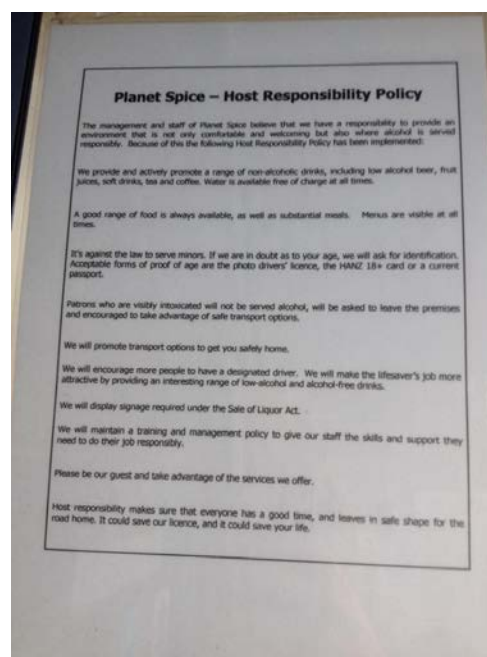 Planet Spice – Host Responsibility Policy
The management and staff of Planet Spice believe that we have a responsibility to provide an
environment that is not only comfortable and welcoming but also where alcohol is served
responsibly. Because of this the following Host Responsibility Policy has been implemented:
We provide and actively promote a range of non-alcoholic drinks, including low alcohol beer, fruit
juices, soft drinks, tea and coffee. Water is available free of charge at all times.
A good range of food is always available, as well as substantial meals. Menus are visible at all
times.
It's against the law to serve minors. If we are in doubt as to your age, we will ask for identification.
Acceptable forms of proof of age are the photo drivers' licence, the HANZ 18+ card or a current
passport.
Patrons who are visibly intoxicated will not be served alcohol, will be asked to leave the premises
and encouraged to take advantage of safe transport options.
We will promote transport options to get you safely home.
We will encourage more people to have a designated driver. We will make the lifesaver's job more
attractive by providing an interesting range of low-alcohol and alcohol-free drinks.
We will display signage required under the Sale of Liquor Act.
We will maintain a training and management policy to give our staff the skills and support they
need to do their job responsibly.
Please be our guest and take advantage of the services we offer.
Host responsibility makes sure that everyone has a good time, and leaves in safe shape for the
road home. It could save our licence, and it could save your life.